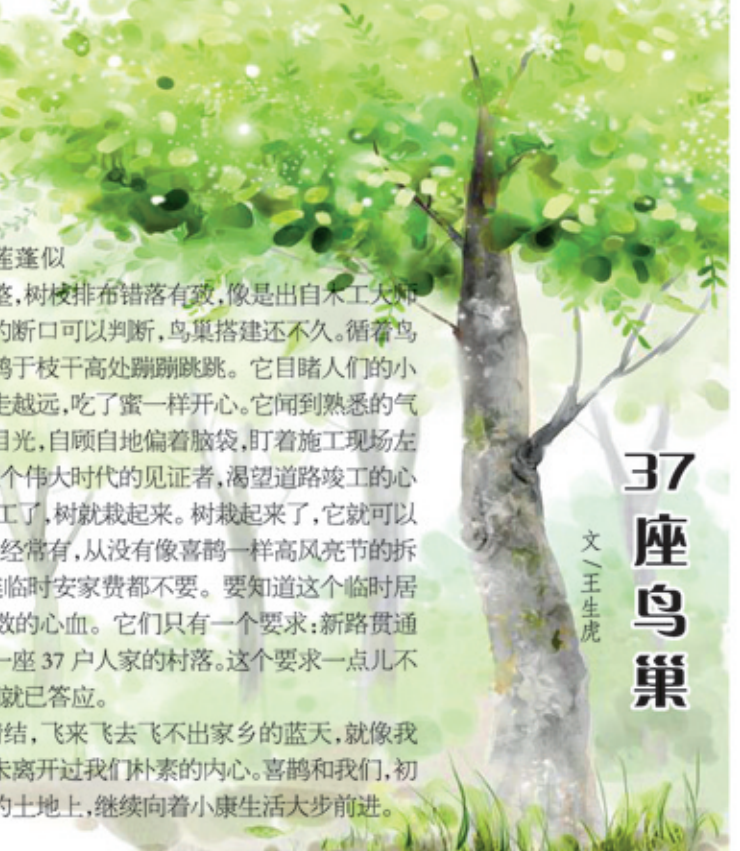 37座鸟巢
文/王生虎
莲蓬似
整,树枝排布错落有致,像是出自木工大师
的断口可以判断,鸟巢搭建还不久。循着鸟
鹊于枝干高处蹦蹦跳跳。它目睹人们的小
走越远,吃了蜜一样开心。它闻到熟悉的气
目光,自顾自地偏着脑袋,盯着施工现场左
个伟大时代的见证者,渴望道路竣工的心
工了,树就栽起来。树栽起来了,它就可以
经常有,从没有像喜鹊一样高风亮节的拆
临时安家费都不要。要知道这个临时居
数的心血。它们只有一个要求:新路贯通
一座37户人家的村落。这个要求一点儿不
就已答应。
结,飞来飞去飞不出家乡的蓝天,就像我
未离开过我们朴素的内心。喜鹊和我们,初
的土地上,继续向着小康生活大步前进。